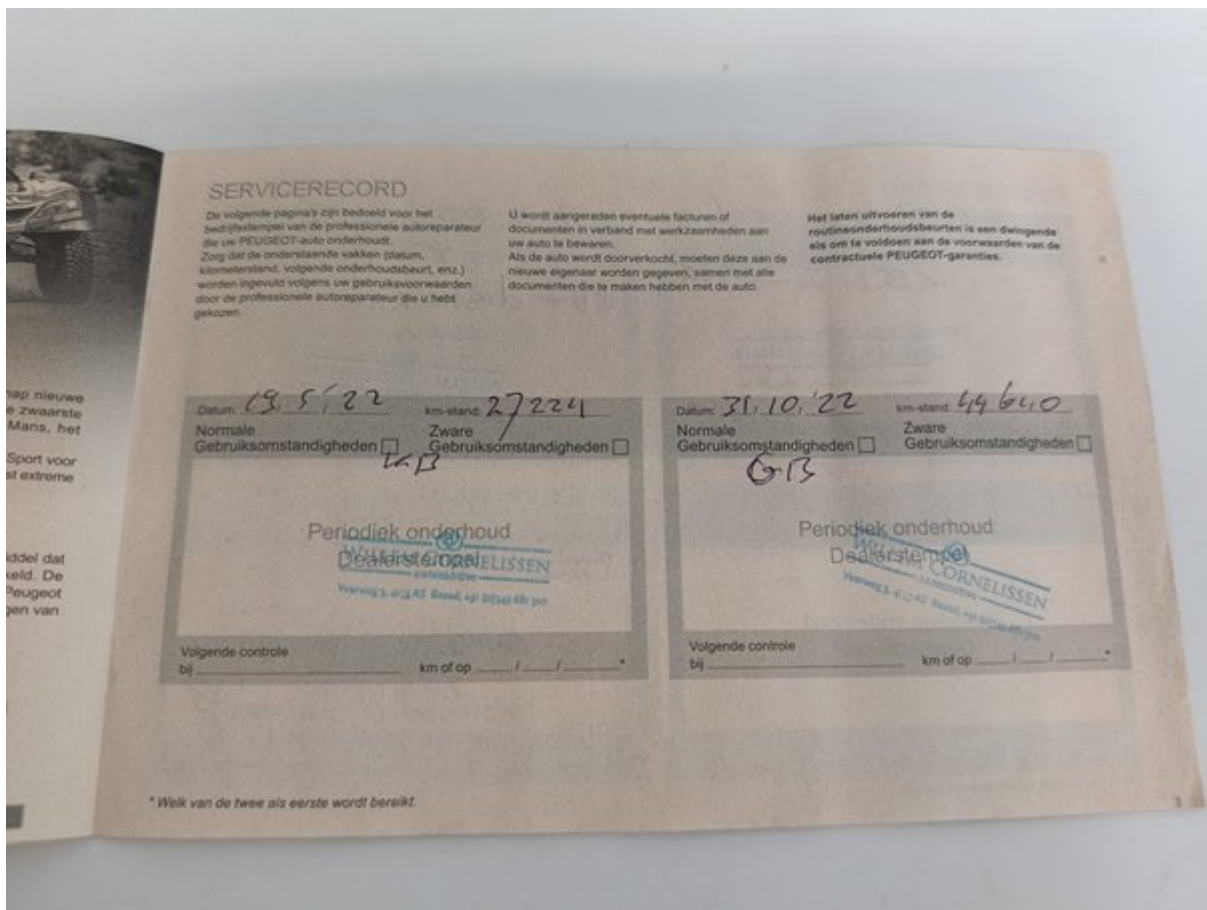 nap nieuwe
e zwaarste
Mans, het
Sport voor
st extreme
iddel dat
keld. De
Peugeot
gen van
SERVICERECORD
De volgende pagina's zijn bedoeld voor het
bedrijfsstempel van de professionele autoreparateur
die uw PEUGEOT-auto onderhoudt.
Zorg dat de onderstaande vakken (datum,
kilometerstand, volgende onderhoudsbeurt, enz.)
worden ingevuld volgens uw gebruiksvoorwaarden
door de professionele autoreparateur die u hebt
gekozen.
U wordt aangeraden eventuele facturen of
documenten in verband met werkzaamheden aan
uw auto te bewaren.
Als de auto wordt doorverkocht, moeten deze aan de
nieuwe eigenaar worden gegeven, samen met alle
documenten die te maken hebben met de auto.
Het laten uitvoeren van de
routineonderhoudsbeurten is een dwingende
eis om te voldoen aan de voorwaarden van de
contractuele PEUGEOT-garanties.
Datum: 19, 5, '22 km-stand: 27224
Normale Zware
Gebruiksomstandigheden Gebruiksomstandigheden
KB
Periodiek onderhoud
Dealerstempel
CORNELISSEN
Volgende controle
bij km of op / / *
Datum: 31, 10, '22 km-stand: 44640
Normale Zware
Gebruiksomstandigheden Gebruiksomstandigheden
GB
Periodiek onderhoud
Dealerstempel
CORNELISSEN
Volgende controle
bij km of op / / *
* Welk van de twee als eerste wordt bereikt.
3